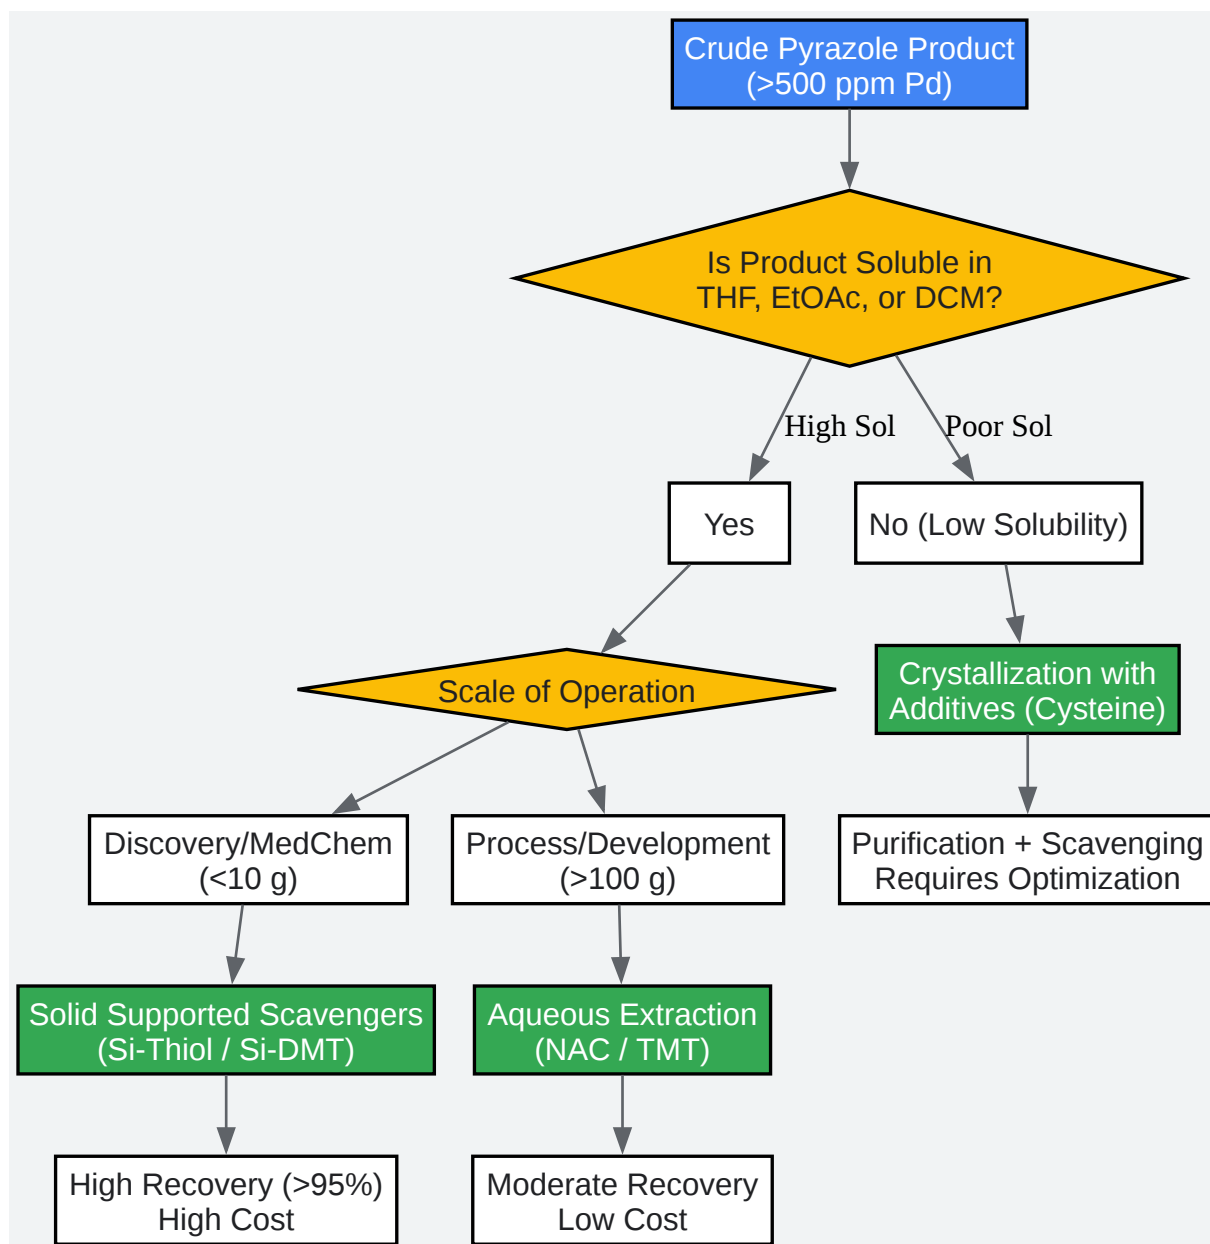 Crude Pyrazole Product
(>500 ppm Pd)
Is Product Soluble in
THF, EtOAc, or DCM?
High Sol
Poor Sol
Yes
No (Low Solubility)
Scale of Operation
Crystallization with
Additives (Cysteine)
Discovery/MedChem
(<10 g)
Process/Development
(>100 g)
Purification + Scavenging
Requires Optimization
Solid Supported Scavengers
(Si-Thiol / Si-DMT)
Aqueous Extraction
(NAC / TMT)
High Recovery (>95%)
High Cost
Moderate Recovery
Low Cost